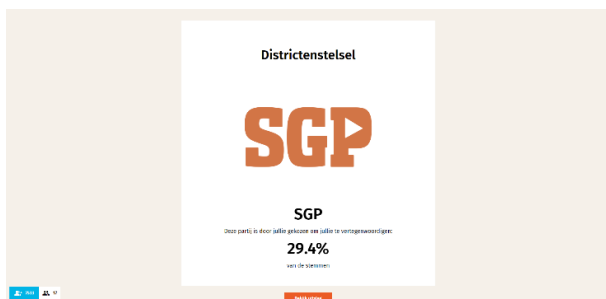 Districtenstelsel
SGP
SGP
Deze partij is door jullie gekozen om jullie te vertegenwoordigen:
29.4%
van de stemmen